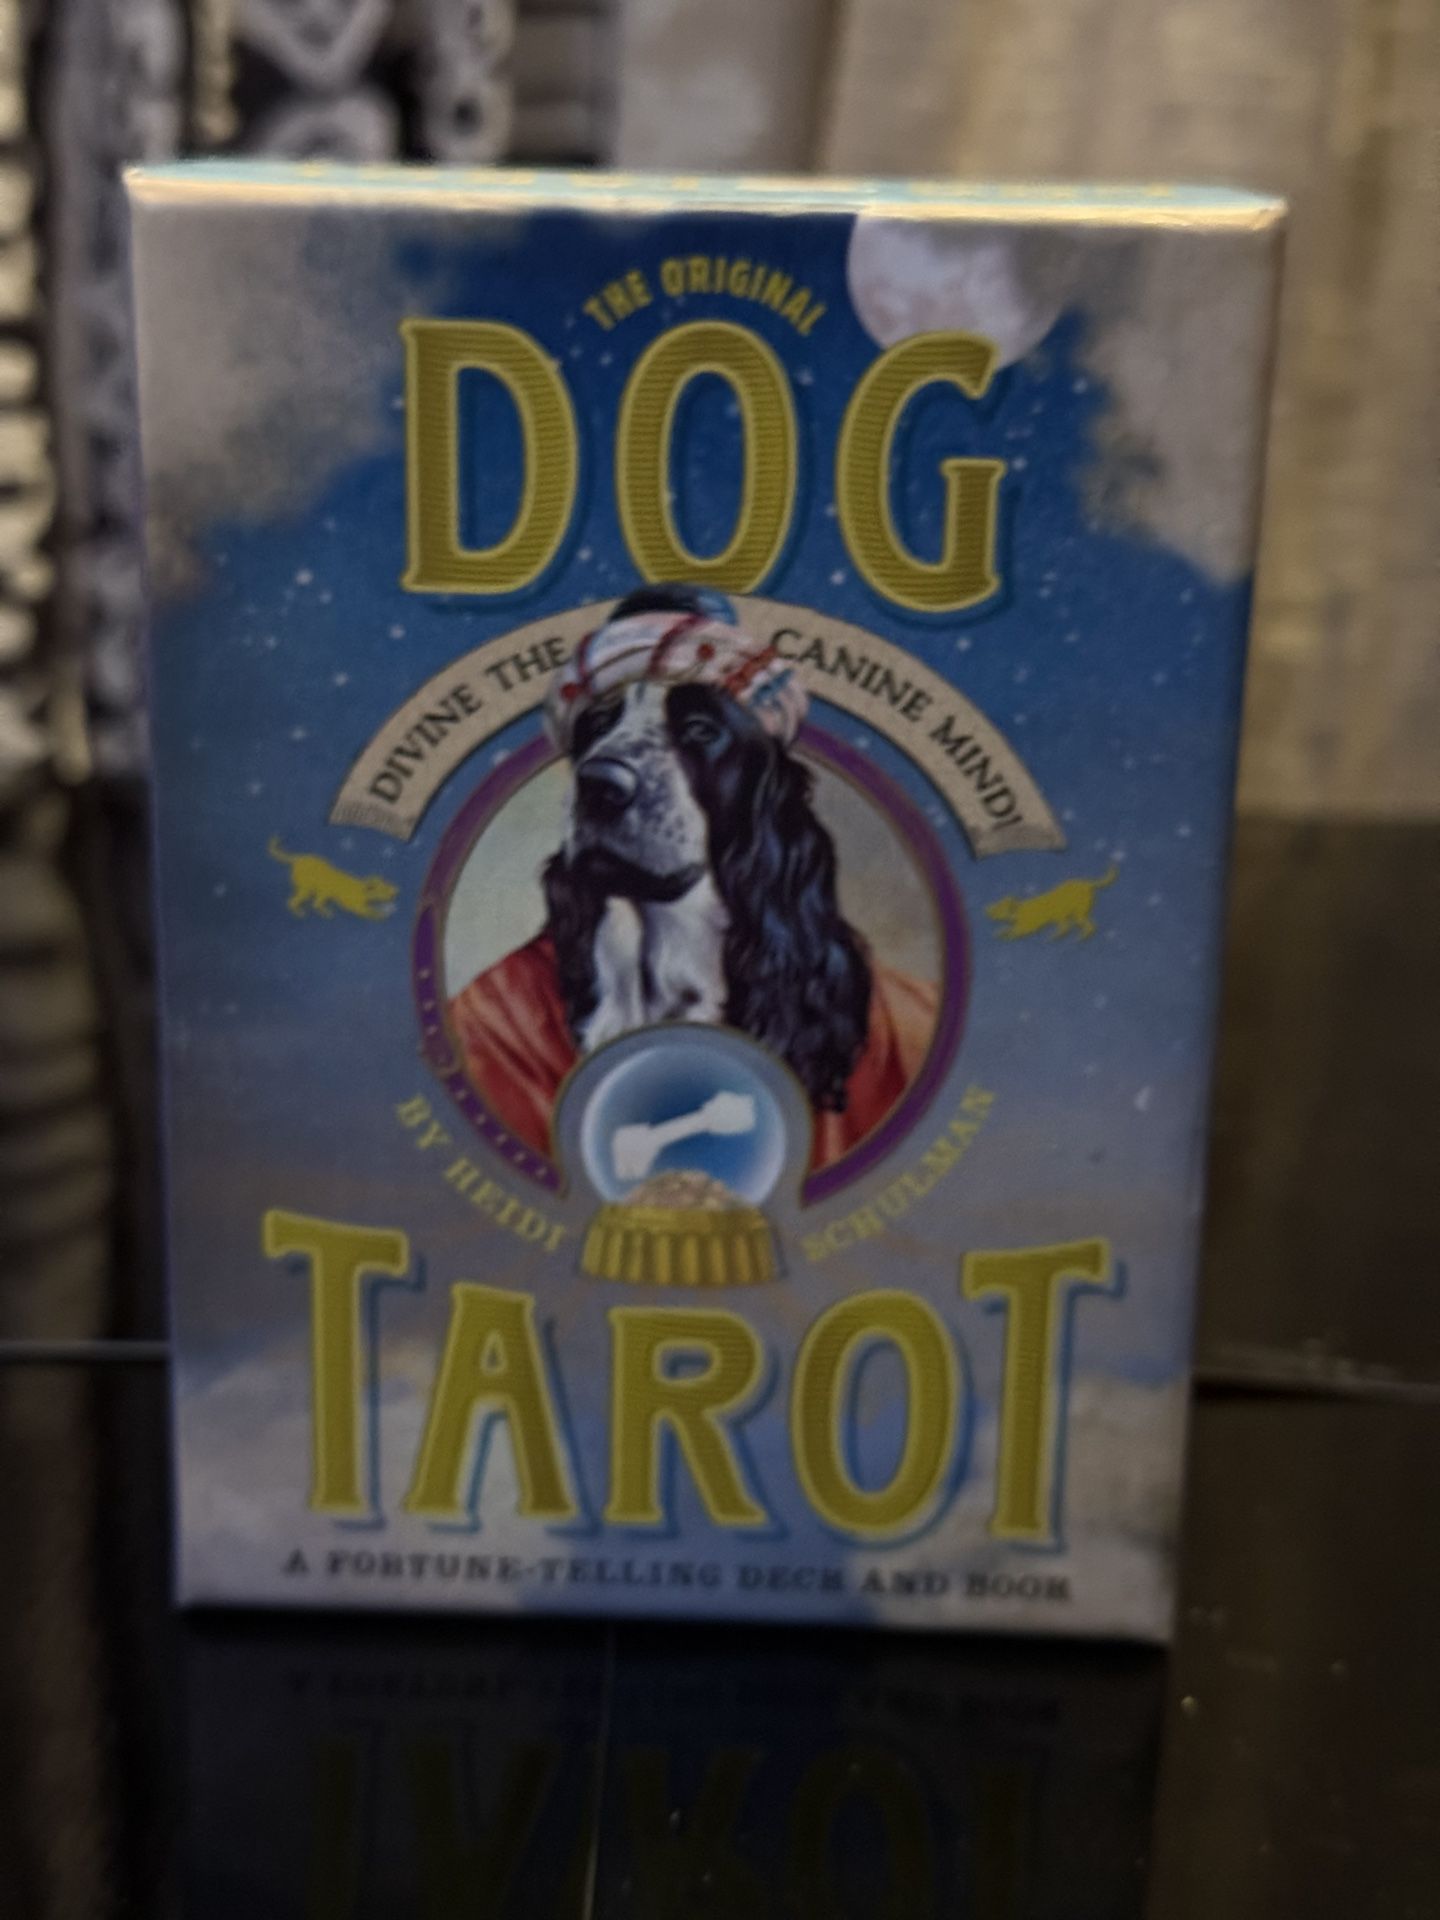 THE ORIGINAL
DOG
DIVINE THE CANINE MIND!
BY HEIDI SCHULMAN
TAROT
A FORTUNE-TELLING DECK AND BOOK